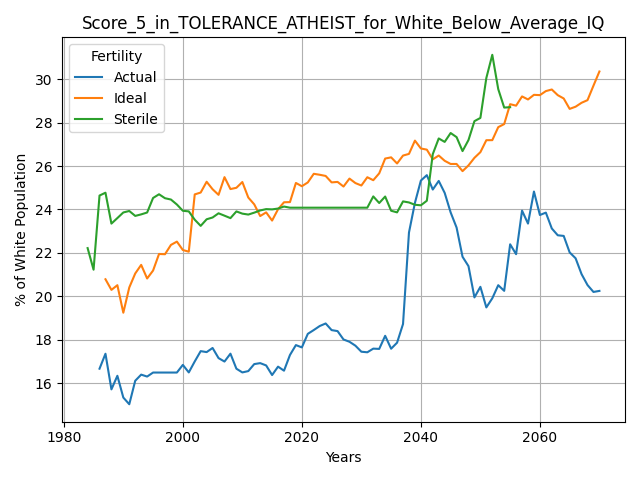 Score_5_in_TOLERANCE_ATHEIST_for_White_Below_Average_IQ
Fertility
Actual
Ideal
Sterile
% of White Population
30
28
26
24
22
20
18
16
1980
2000
2020
2040
2060
Years